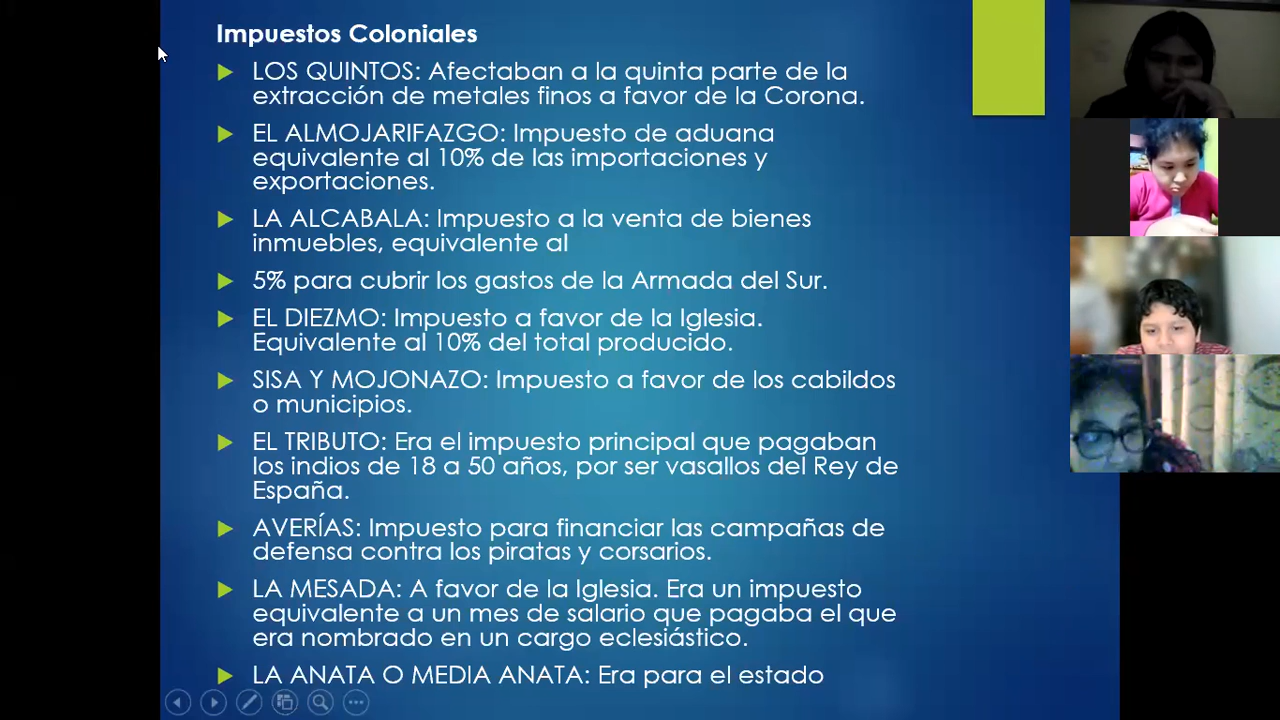 Impuestos Coloniales
LOS QUINTOS: Afectaban a la quinta parte de la
extracción de metales finos a favor de la Corona.
EL ALMOJARIFAZGO: Impuesto de aduana
equivalente al 10% de las importaciones y
exportaciones.
LA ALCABALA: Impuesto a la venta de bienes
inmuebles, equivalente al
5% para cubrir los gastos de la Armada del Sur.
EL DIEZMO: Impuesto a favor de la Iglesia.
Equivalente al 10% del total producido.
SISA Y MOJONAZO: Impuesto a favor de los cabildos
o municipios.
EL TRIBUTO: Era el impuesto principal que pagaban
los indios de 18 a 50 años, por ser vasallos del Rey de
España.
AVERÍAS: Impuesto para financiar las campañas de
defensa contra los piratas y corsarios.
LA MESADA: A favor de la Iglesia. Era un impuesto
equivalente a un mes de salario que pagaba el que
era nombrado en un cargo eclesiástico.
LA ANATA O MEDIA ANATA: Era para el estado